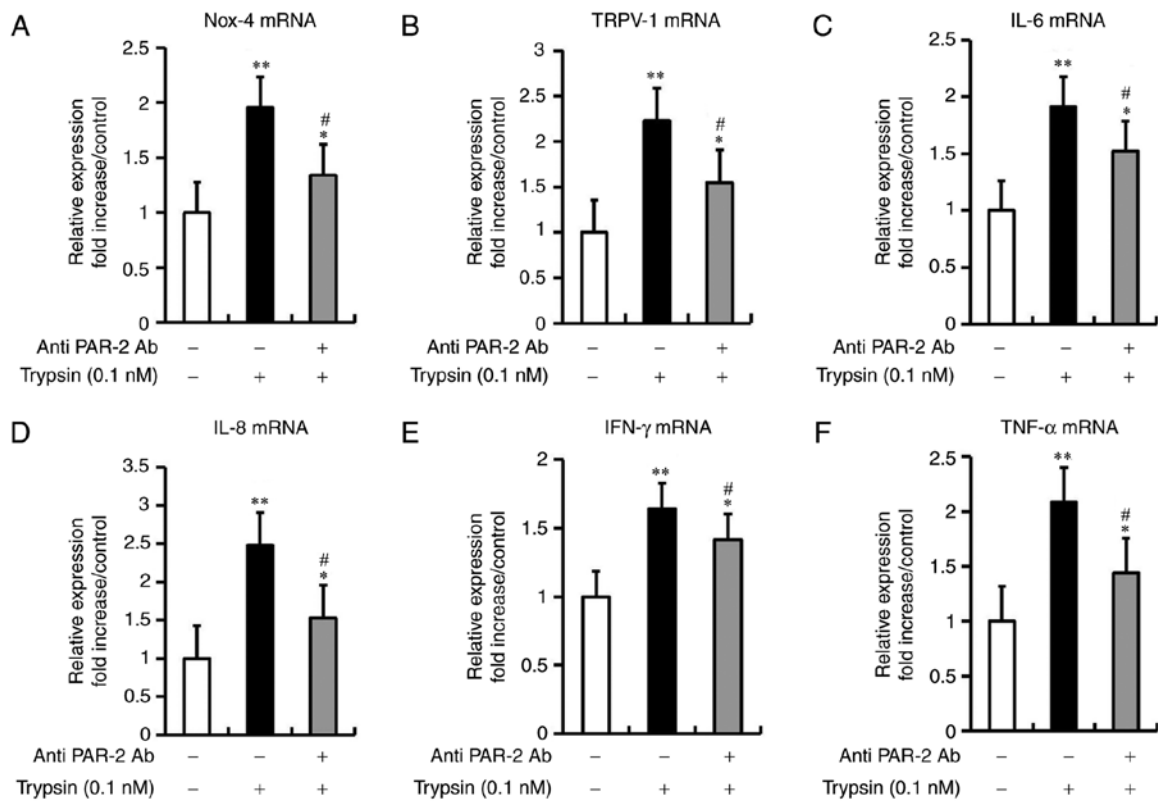 A
Nox-4 mRNA
Relative expression
fold increase/control
2.5
2
1.5
1
0.5
0
**
#
*
Anti PAR-2 Ab – – +
Trypsin (0.1 nM) – + +
B
TRPV-1 mRNA
Relative expression
fold increase/control
3
2.5
2
1.5
1
0.5
0
**
#
*
Anti PAR-2 Ab – – +
Trypsin (0.1 nM) – + +
C
IL-6 mRNA
Relative expression
fold increase/control
2.5
2
1.5
1
0.5
0
**
#
*
Anti PAR-2 Ab – – +
Trypsin (0.1 nM) – + +
D
IL-8 mRNA
Relative expression
fold increase/control
3.5
3
2.5
2
1.5
1
0.5
0
**
#
*
Anti PAR-2 Ab – – +
Trypsin (0.1 nM) – + +
E
IFN-γ mRNA
Relative expression
fold increase/control
2
1.5
1
0.5
0
**
#
*
Anti PAR-2 Ab – – +
Trypsin (0.1 nM) – + +
F
TNF-α mRNA
Relative expression
fold increase/control
2.5
2
1.5
1
0.5
0
**
#
*
Anti PAR-2 Ab – – +
Trypsin (0.1 nM) – + +